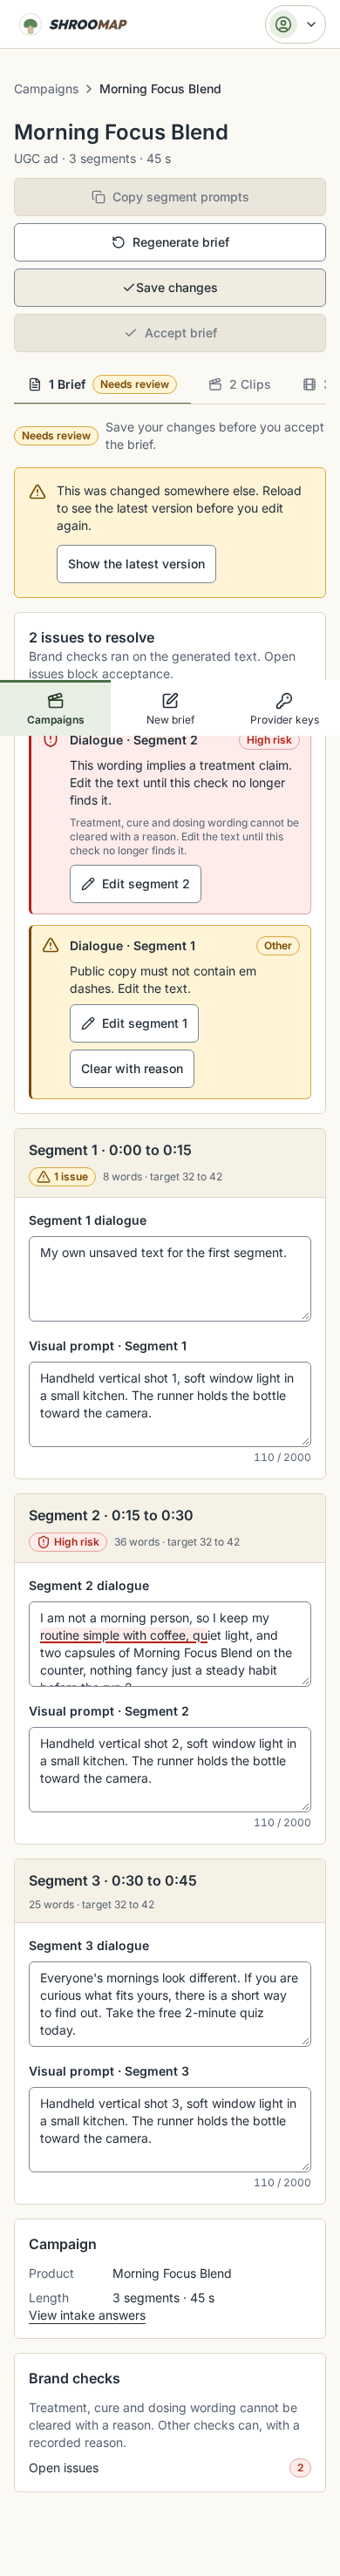 SHROOMAP
Campaigns > Morning Focus Blend
Morning Focus Blend
UGC ad · 3 segments · 45 s
Copy segment prompts
Regenerate brief
Save changes
Accept brief
1 Brief Needs review 2 Clips 3
Needs review Save your changes before you accept
the brief.
This was changed somewhere else. Reload
to see the latest version before you edit
again.
Show the latest version
2 issues to resolve
Brand checks ran on the generated text. Open
issues block acceptance.
Campaigns New brief Provider keys
Dialogue · Segment 2 High risk
This wording implies a treatment claim.
Edit the text until this check no longer
finds it.
Treatment, cure and dosing wording cannot be
cleared with a reason. Edit the text until this
check no longer finds it.
Edit segment 2
Dialogue · Segment 1 Other
Public copy must not contain em
dashes. Edit the text.
Edit segment 1
Clear with reason
Segment 1 · 0:00 to 0:15
1 issue 8 words · target 32 to 42
Segment 1 dialogue
My own unsaved text for the first segment.
Visual prompt · Segment 1
Handheld vertical shot 1, soft window light in
a small kitchen. The runner holds the bottle
toward the camera.
110 / 2000
Segment 2 · 0:15 to 0:30
High risk 36 words · target 32 to 42
Segment 2 dialogue
I am not a morning person, so I keep my
routine simple with coffee, quiet light, and
two capsules of Morning Focus Blend on the
counter, nothing fancy just a steady habit
before the run
Visual prompt · Segment 2
Handheld vertical shot 2, soft window light in
a small kitchen. The runner holds the bottle
toward the camera.
110 / 2000
Segment 3 · 0:30 to 0:45
25 words · target 32 to 42
Segment 3 dialogue
Everyone's mornings look different. If you are
curious what fits yours, there is a short way
to find out. Take the free 2-minute quiz
today.
Visual prompt · Segment 3
Handheld vertical shot 3, soft window light in
a small kitchen. The runner holds the bottle
toward the camera.
110 / 2000
Campaign
Product Morning Focus Blend
Length 3 segments · 45 s
View intake answers
Brand checks
Treatment, cure and dosing wording cannot be
cleared with a reason. Other checks can, with a
recorded reason.
Open issues 2